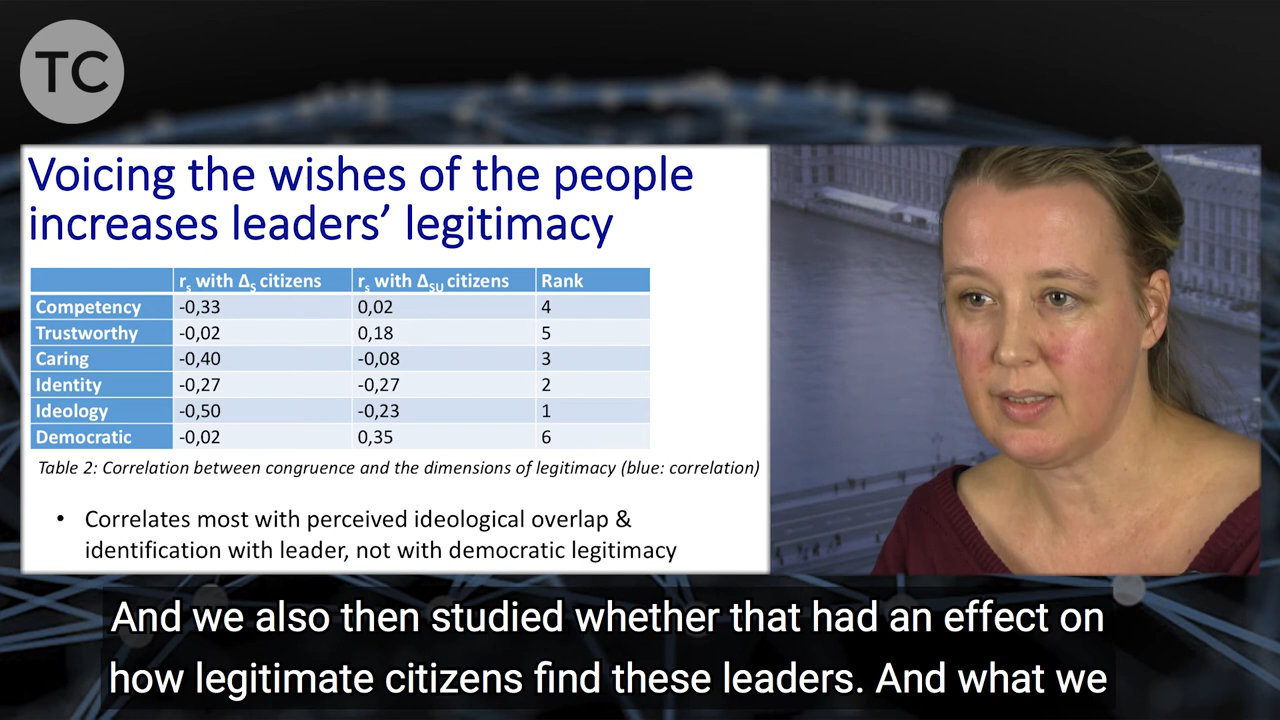 TC
Voicing the wishes of the people
increases leaders’ legitimacy
rs with ΔS citizens rs with ΔSU citizens Rank
Competency -0,33 0,02 4
Trustworthy -0,02 0,18 5
Caring -0,40 -0,08 3
Identity -0,27 -0,27 2
Ideology -0,50 -0,23 1
Democratic -0,02 0,35 6
Table 2: Correlation between congruence and the dimensions of legitimacy (blue: correlation)
• Correlates most with perceived ideological overlap &
identification with leader, not with democratic legitimacy
And we also then studied whether that had an effect on
how legitimate citizens find these leaders. And what we